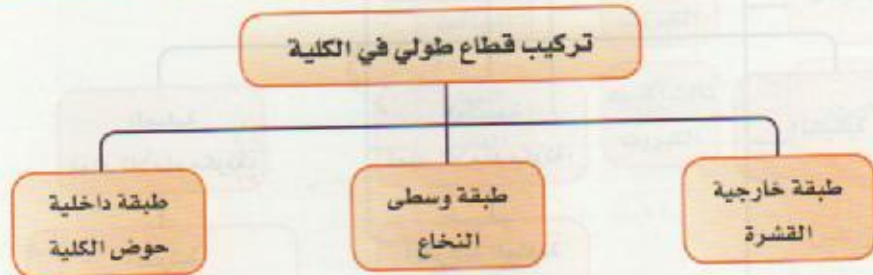 تركيب قطاع طولي في الكلية
طبقة خارجية
القشرة
طبقة وسطى
النخاع
طبقة داخلية
حوض الكلية